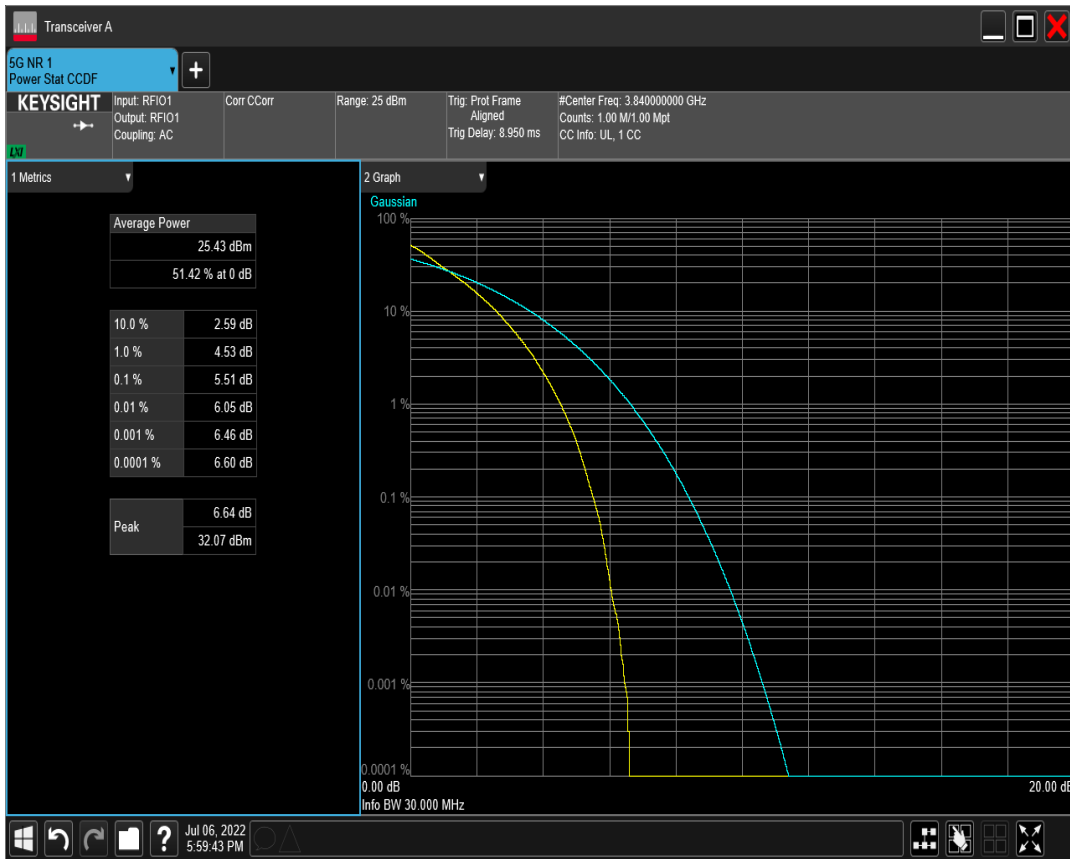 Transceiver A
5G NR 1
Power Stat CCDF
+
KEYSIGHT
LXI
Input: RFIO1
Output: RFIO1
Coupling: AC
Corr CCorr
Range: 25 dBm
Trig: Prot Frame
Aligned
Trig Delay: 8.950 ms
#Center Freq: 3.840000000 GHz
Counts: 1.00 M/1.00 Mpt
CC Info: UL, 1 CC
1 Metrics
Average Power
25.43 dBm
51.42 % at 0 dB
10.0 % 2.59 dB
1.0 % 4.53 dB
0.1 % 5.51 dB
0.01 % 6.05 dB
0.001 % 6.46 dB
0.0001 % 6.60 dB
Peak
6.64 dB
32.07 dBm
2 Graph
Gaussian
100 %
10 %
1 %
0.1 %
0.01 %
0.001 %
0.0001 %
0.00 dB 20.00 dB
Info BW 30.000 MHz
?
Jul 06, 2022
5:59:43 PM